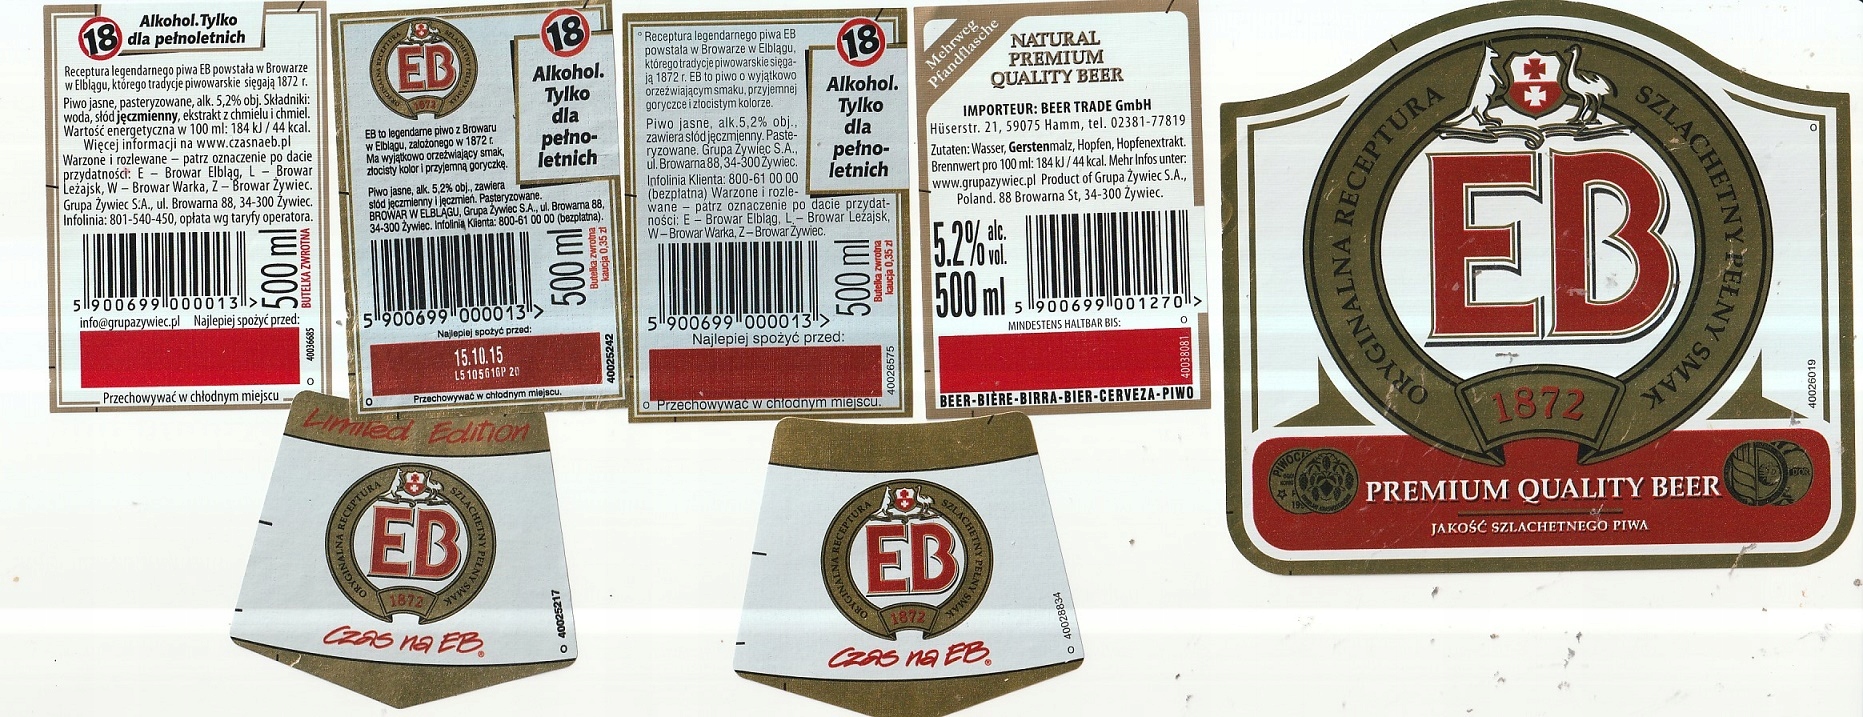 18
Alkohol.Tylko
dla pełnoletnich
Receptura legendarnego piwa EB powstała w Browarze
w Elblągu, którego tradycje piwowarskie sięgają 1872 r.
Piwo jasne, pasteryzowane, alk. 5,2% obj. Składniki:
woda, słód jęczmienny, ekstrakt z chmielu i chmiel.
Wartość energetyczna w 100 ml: 184 kJ / 44 kcal.
Więcej informacji na www.czasnaeb.pl
Warzone i rozlewane – patrz oznaczenie po dacie
przydatności: E – Browar Elbląg, L – Browar
Leżajsk, W – Browar Warka, Z – Browar Żywiec.
Grupa Żywiec S.A., ul. Browarna 88, 34-300 Żywiec.
Infolinia: 801-540-450, opłata wg taryfy operatora.
5 900699 000013 >
500 ml
BUTELKA ZWROTNA
info@grupazywiec.pl Najlepiej spożyć przed:
40036685
Przechowywać w chłodnym miejscu
ORYGINALNA RECEPTURA
SZLACHETNY PEŁNY SMAK
EB
1872
18
Alkohol.
Tylko
dla
pełno-
letnich
EB to legendarne piwo z Browaru
w Elblągu, założonego w 1872 r.
Ma wyjątkowo orzeźwiający smak,
złocisty kolor i przyjemną goryczkę.
Piwo jasne, alk. 5,2% obj., zawiera
słód jęczmienny i jęczmień. Pasteryzowane.
BROWAR W ELBLĄGU, Grupa Żywiec S.A., ul. Browarna 88,
34-300 Żywiec. Infolinia Klienta: 800-61 00 00 (bezpłatna).
5 900699 000013 >
500 ml
Butelka zwrotna
kaucja 0,35 zł
Najlepiej spożyć przed:
15.10.15
L5105616P 20
40025242
Przechowywać w chłodnym miejscu.
Receptura legendarnego piwa EB
powstała w Browarze w Elblągu,
którego tradycje piwowarskie sięga-
ją 1872 r. EB to piwo o wyjątkowo
orzeźwiającym smaku, przyjemnej
goryczce i złocistym kolorze.
18
Alkohol.
Tylko
dla
pełno-
letnich
Piwo jasne, alk.5,2% obj.,
zawiera słód jęczmienny. Paste-
ryzowane. Grupa Żywiec S.A.,
ul. Browarna 88, 34-300 Żywiec.
Infolinia Klienta: 800-61 00 00
(bezpłatna) Warzone i rozle-
wane – patrz oznaczenie po dacie przydat-
ności: E – Browar Elbląg, L – Browar Leżajsk,
W – Browar Warka, Z – Browar Żywiec.
5 900699 000013 >
500 ml
Butelka zwrotna
kaucja 0,35 zł
Najlepiej spożyć przed:
40026575
Przechowywać w chłodnym miejscu.
Mehrweg
Pfandflasche
NATURAL
PREMIUM
QUALITY BEER
IMPORTEUR: BEER TRADE GmbH
Hüserstr. 21, 59075 Hamm, tel. 02381-77819
Zutaten: Wasser, Gerstenmalz, Hopfen, Hopfenextrakt.
Brennwert pro 100 ml: 184 kJ / 44 kcal. Mehr Infos unter:
www.grupazywiec.pl Product of Grupa Żywiec S.A.,
Poland. 88 Browarna St, 34-300 Żywiec.
5.2% alc.
vol.
500 ml
5 900699 001270 >
MINDESTENS HALTBAR BIS:
40038081
BEER-BIÈRE-BIRRA-BIER-CERVEZA-PIWO
ORYGINALNA RECEPTURA
SZLACHETNY PEŁNY SMAK
EB
1872
40026019
PREMIUM QUALITY BEER
JAKOŚĆ SZLACHETNEGO PIWA
Limited Edition
ORYGINALNA RECEPTURA
SZLACHETNY PEŁNY SMAK
EB
1872
Czas na EB®
40025217
ORYGINALNA RECEPTURA
SZLACHETNY PEŁNY SMAK
EB
1872
Czas na EB®
40028834